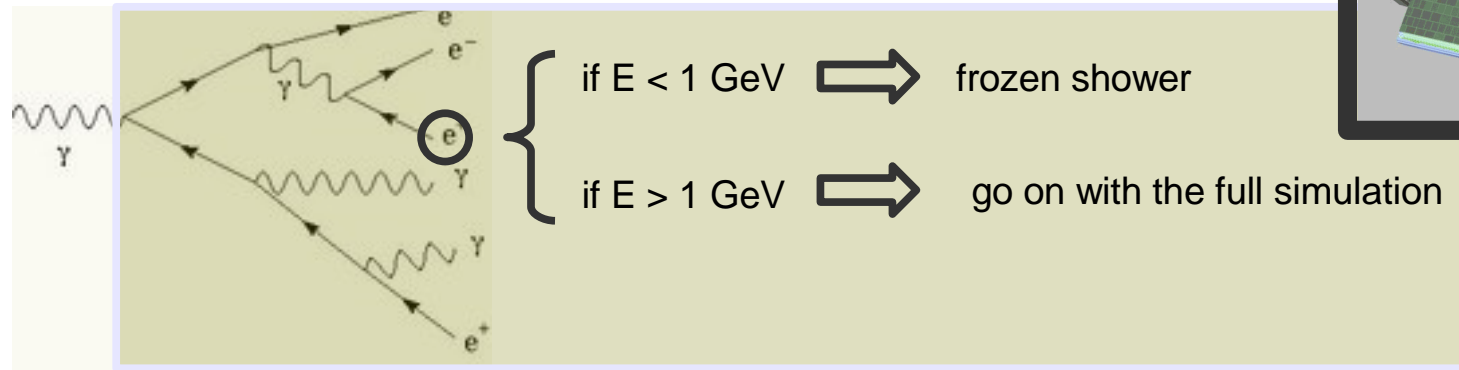 e
e⁻
γ
e
γ
γ
γ
e⁺
if E < 1 GeV
frozen shower
if E > 1 GeV
go on with the full simulation